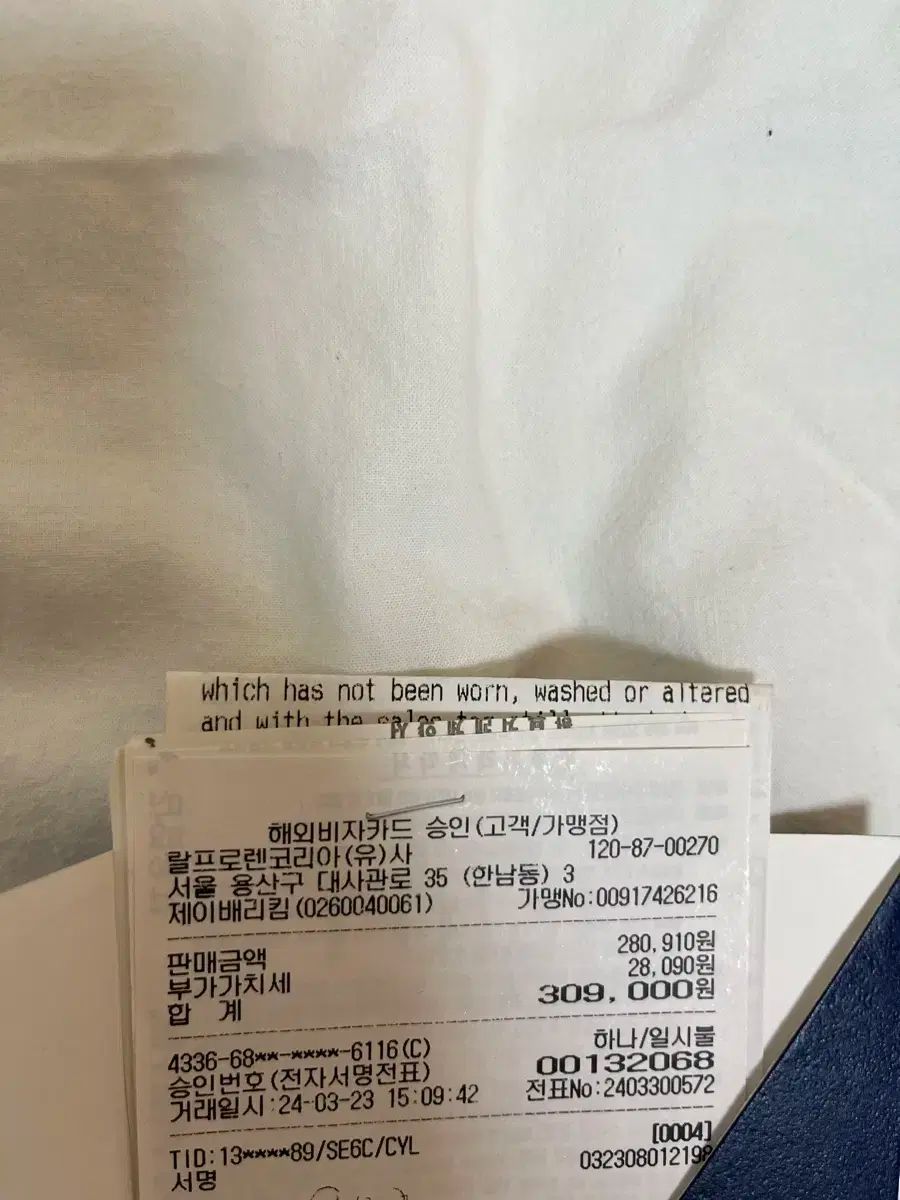 which has not been worn, washed or altered
and with the sales
해외비자카드 승인(고객/가맹점)
랄프로렌코리아(유)사 120-87-00270
서울 용산구 대사관로 35 (한남동) 3
제이배리킴(0260040061) 가맹No:00917426216
판매금액 280,910원
부가가치세 28,090원
합 계 309,000원
4336-68**-****-6116(C) 하나/일시불
승인번호(전자서명전표) 00132068
거래일시:24-03-23 15:09:42 전표No:2403300572
[0004]
TID:13****89/SE6C/CYL 032308012198
서명